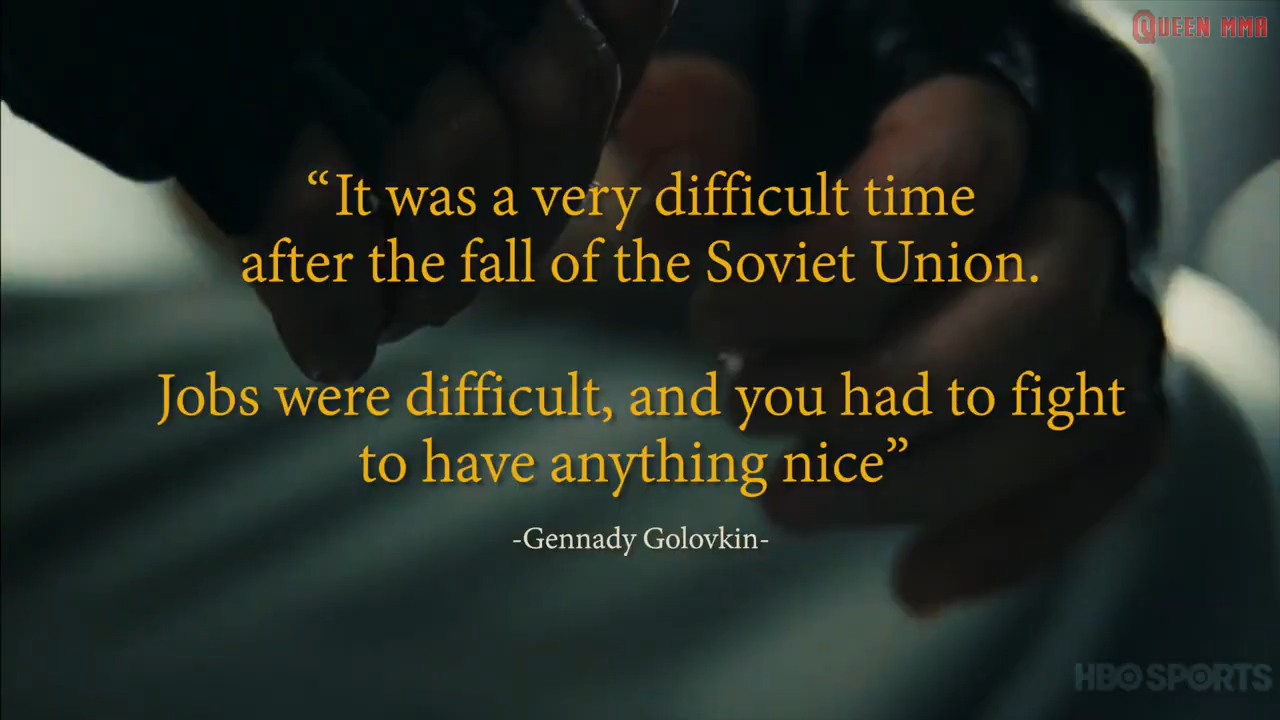 QUEEN MMA
“It was a very difficult time
after the fall of the Soviet Union.
Jobs were difficult, and you had to fight
to have anything nice”
-Gennady Golovkin-
HBO SPORTS